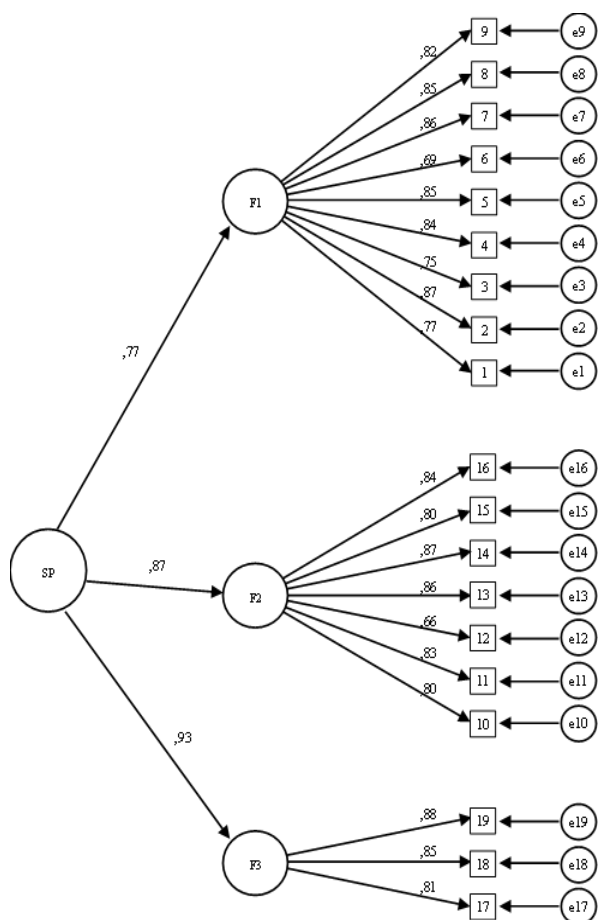 9 e9
,82
8 e8
,85
7 e7
,86
6 e6
,69
F1
5 e5
,85
4 e4
,84
3 e3
,75
2 e2
,87
1 e1
,77
,77
16 e16
,84
15 e15
,80
14 e14
,87
SP
,87
F2
13 e13
,86
12 e12
,66
11 e11
,83
10 e10
,80
,93
19 e19
,88
F3
18 e18
,85
17 e17
,81